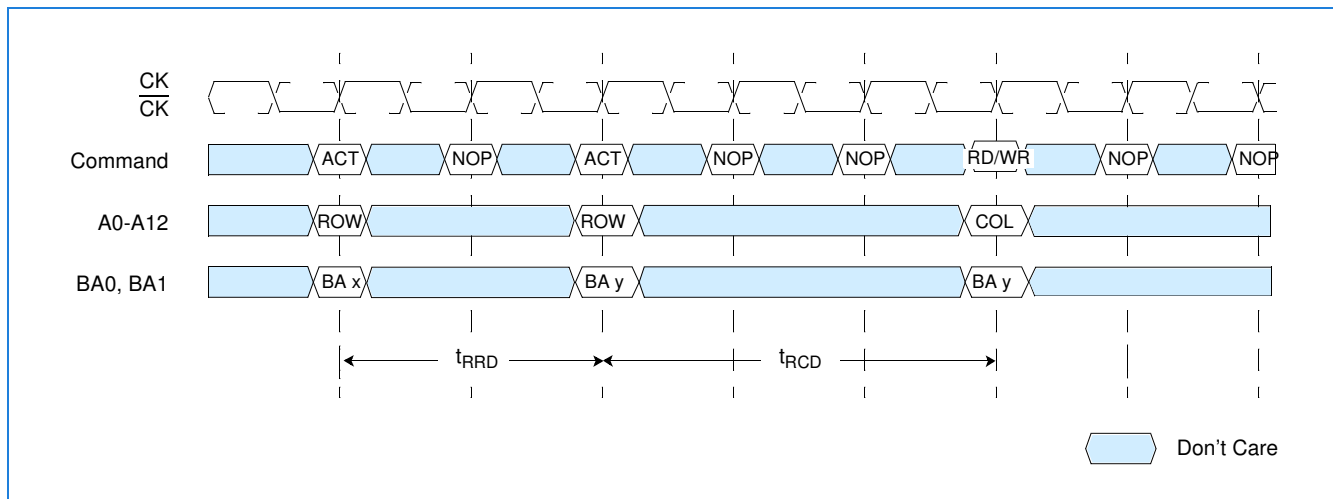 CK
CK
Command ACT NOP ACT NOP NOP RD/WR NOP NOP
A0-A12 ROW ROW COL
BA0, BA1 BA x BA y BA y
tRRD tRCD
Don't Care